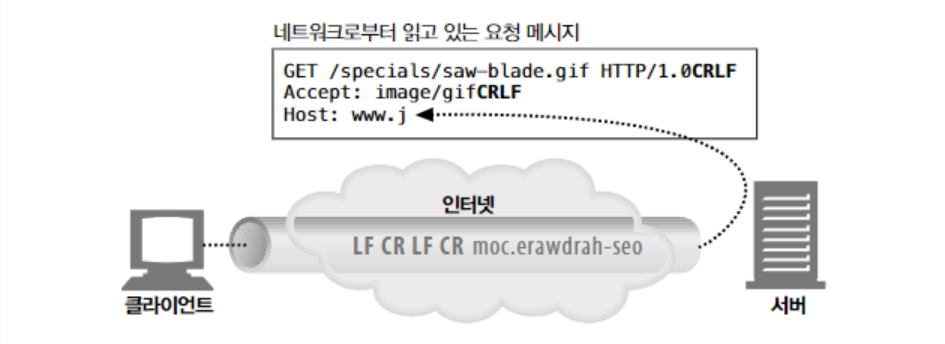 네트워크로부터 읽고 있는 요청 메시지
GET /specials/saw-blade.gif HTTP/1.0CRLF
Accept: image/gifCRLF
Host: www.j
인터넷
LF CR LF CR moc.erawdrah-seo
클라이언트
서버